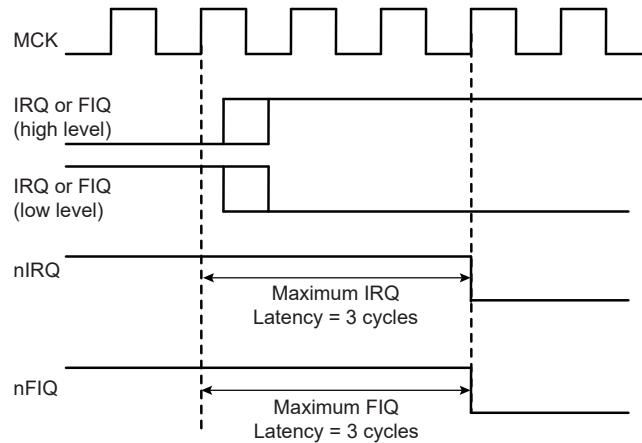 MCK
IRQ or FIQ
(high level)
IRQ or FIQ
(low level)
nIRQ
Maximum IRQ
Latency = 3 cycles
nFIQ
Maximum FIQ
Latency = 3 cycles